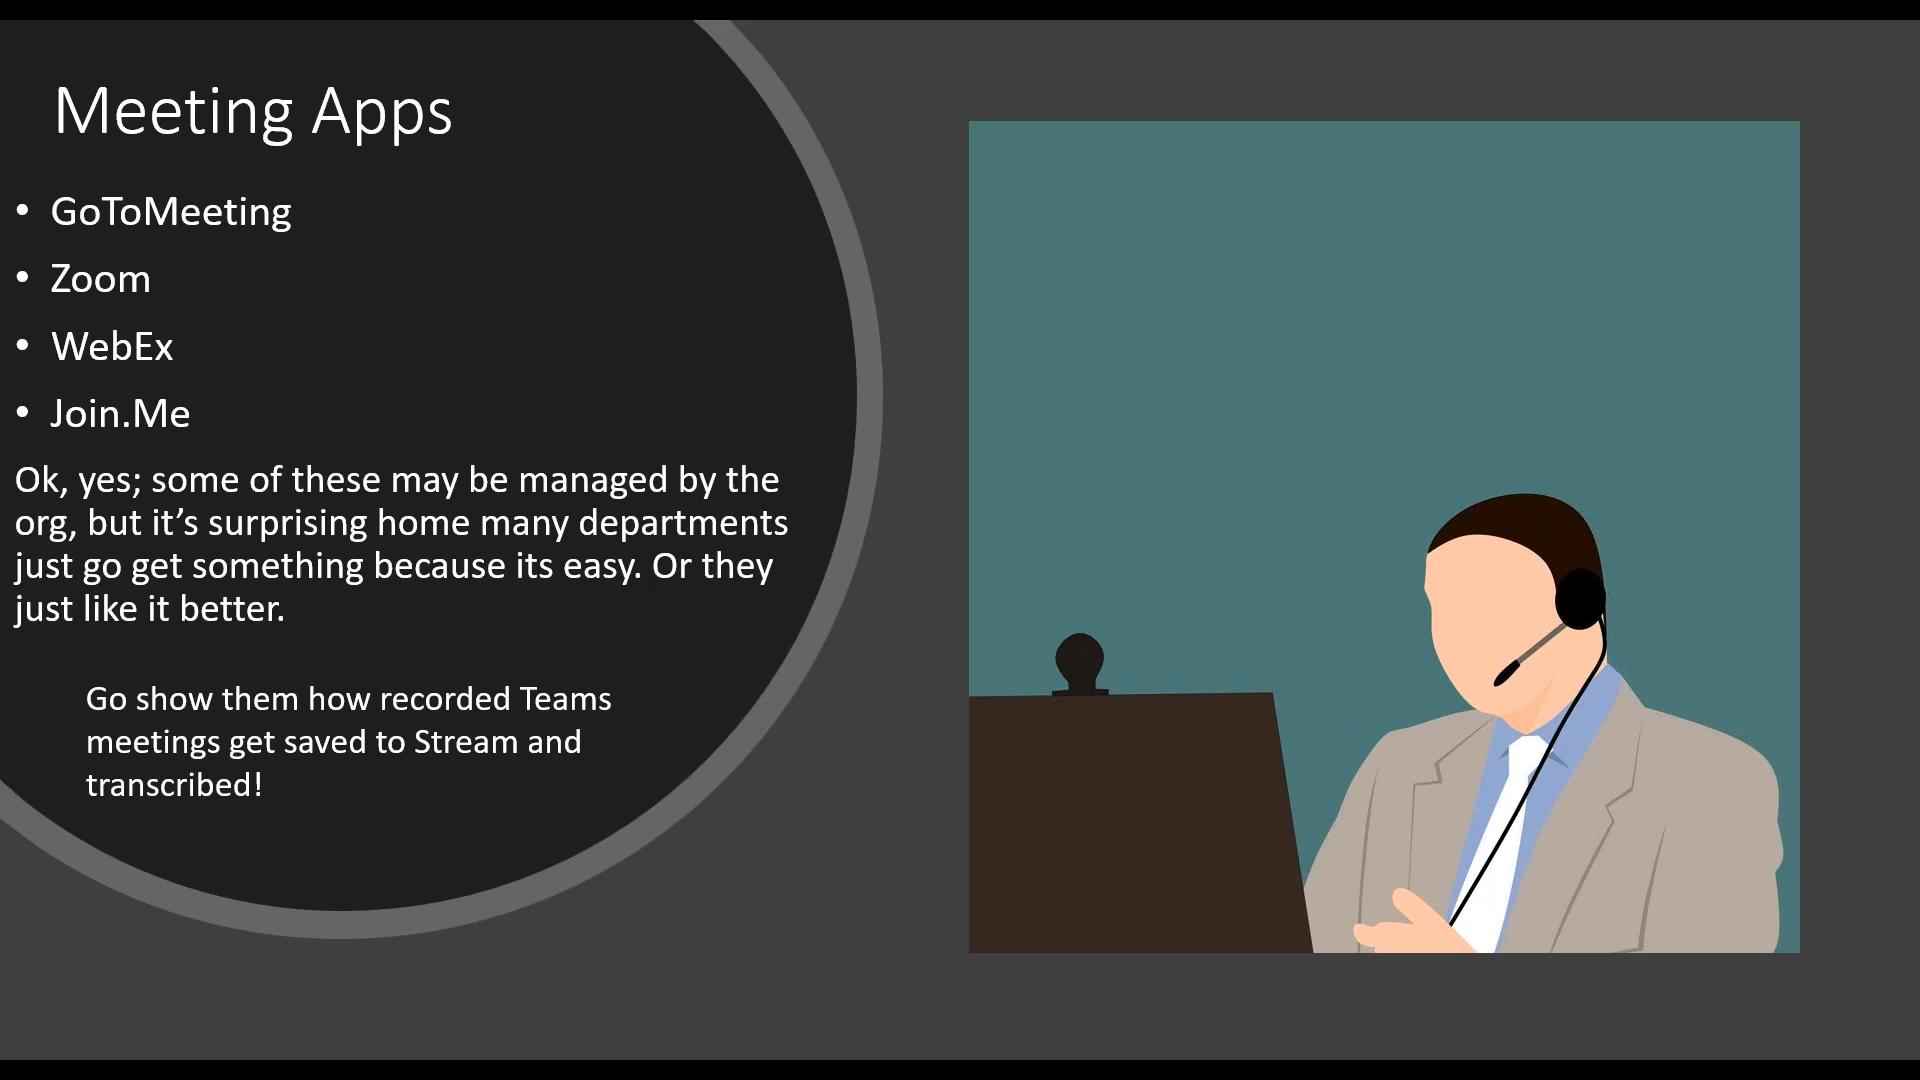 Meeting Apps
• GoToMeeting
• Zoom
• WebEx
• Join.Me
Ok, yes; some of these may be managed by the
org, but it’s surprising home many departments
just go get something because its easy. Or they
just like it better.
Go show them how recorded Teams
meetings get saved to Stream and
transcribed!